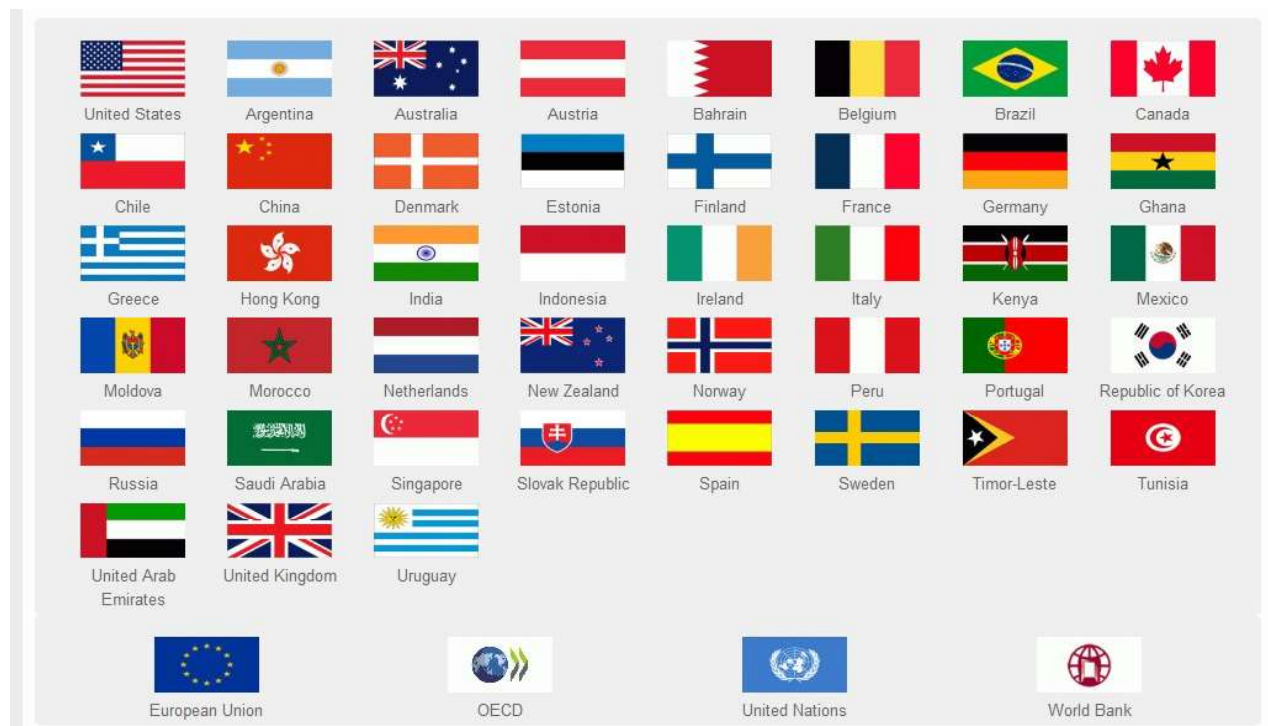 United States Argentina Australia Austria Bahrain Belgium Brazil Canada
Chile China Denmark Estonia Finland France Germany Ghana
Greece Hong Kong India Indonesia Ireland Italy Kenya Mexico
Moldova Morocco Netherlands New Zealand Norway Peru Portugal Republic of Korea
Russia Saudi Arabia Singapore Slovak Republic Spain Sweden Timor-Leste Tunisia
United Arab United Kingdom Uruguay
Emirates
European Union OECD United Nations World Bank